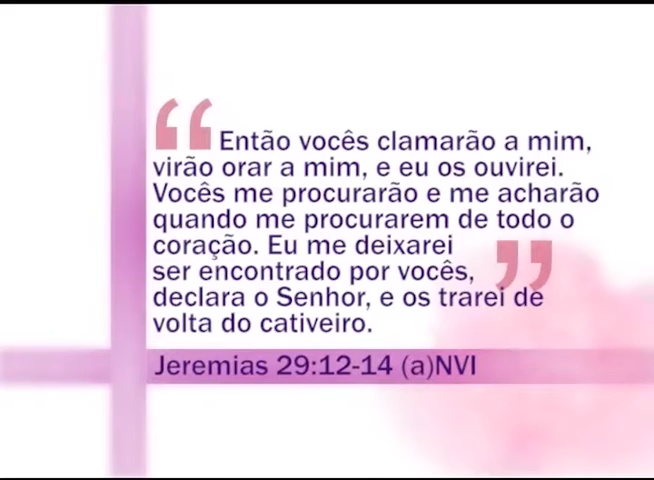 “ Então vocês clamarão a mim,
virão orar a mim, e eu os ouvirei.
Vocês me procurarão e me acharão
quando me procurarem de todo o
coração. Eu me deixarei
ser encontrado por vocês, ”
declara o Senhor, e os trarei de
volta do cativeiro.
Jeremias 29:12-14 (a)NVI